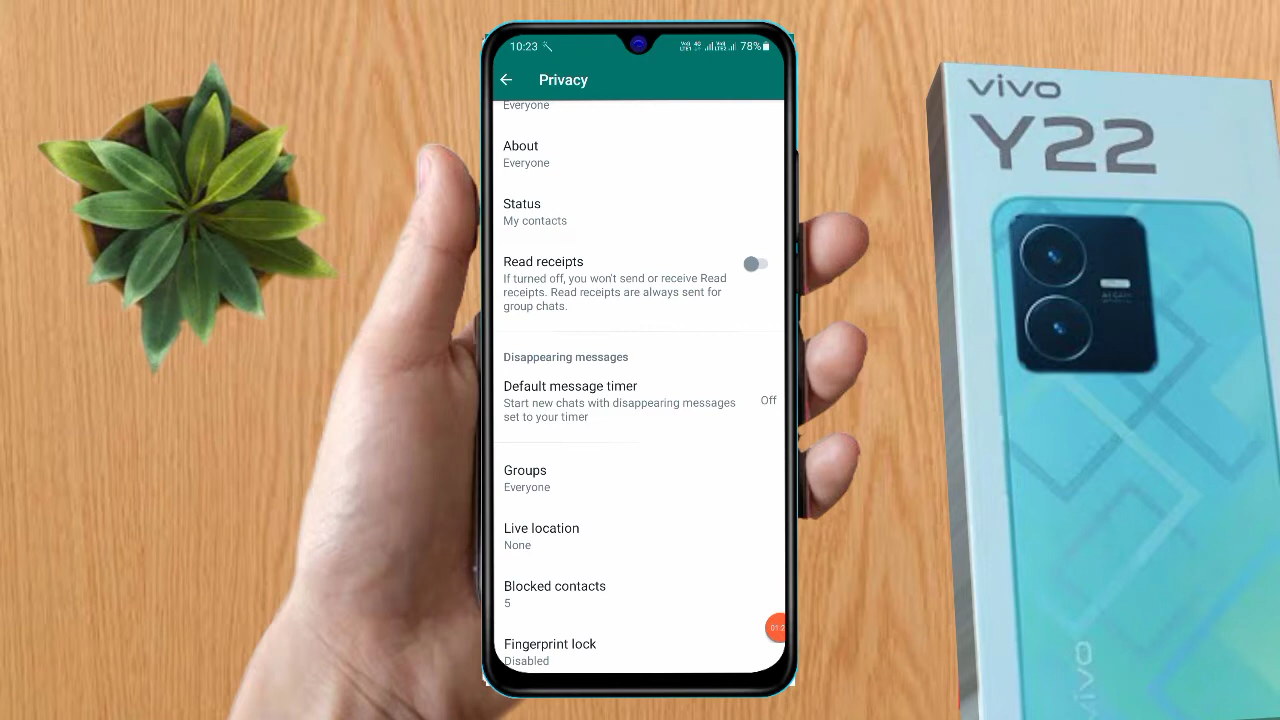 10:23
78%
Privacy
Everyone
About
Everyone
Status
My contacts
Read receipts
If turned off, you won't send or receive Read
receipts. Read receipts are always sent for
group chats.
Disappearing messages
Default message timer
Start new chats with disappearing messages
set to your timer
Off
Groups
Everyone
Live location
None
Blocked contacts
5
Fingerprint lock
Disabled
01:2
vivo
Y22
vivo